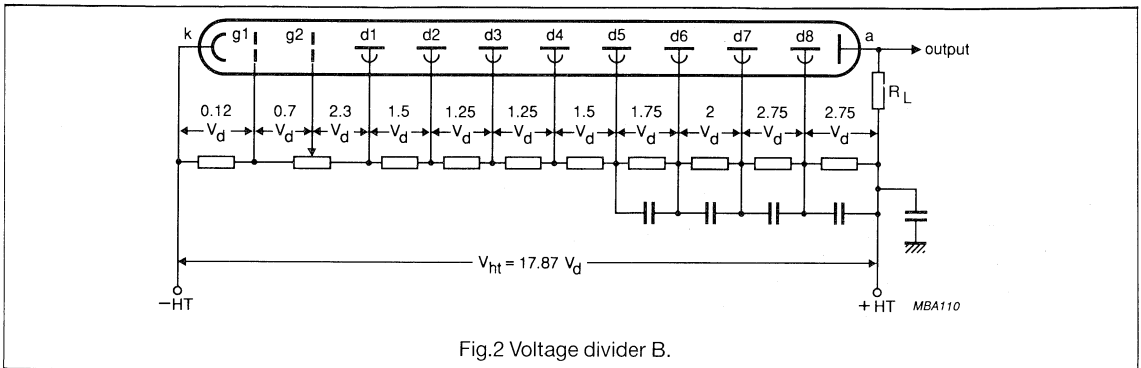 k g1 g2 d1 d2 d3 d4 d5 d6 d7 d8 a
output
R_L
0.12 0.7 2.3 1.5 1.25 1.25 1.5 1.75 2 2.75 2.75
V_d V_d V_d V_d V_d V_d V_d V_d V_d V_d V_d
V_ht = 17.87 V_d
−HT + HT MBA110
Fig.2 Voltage divider B.